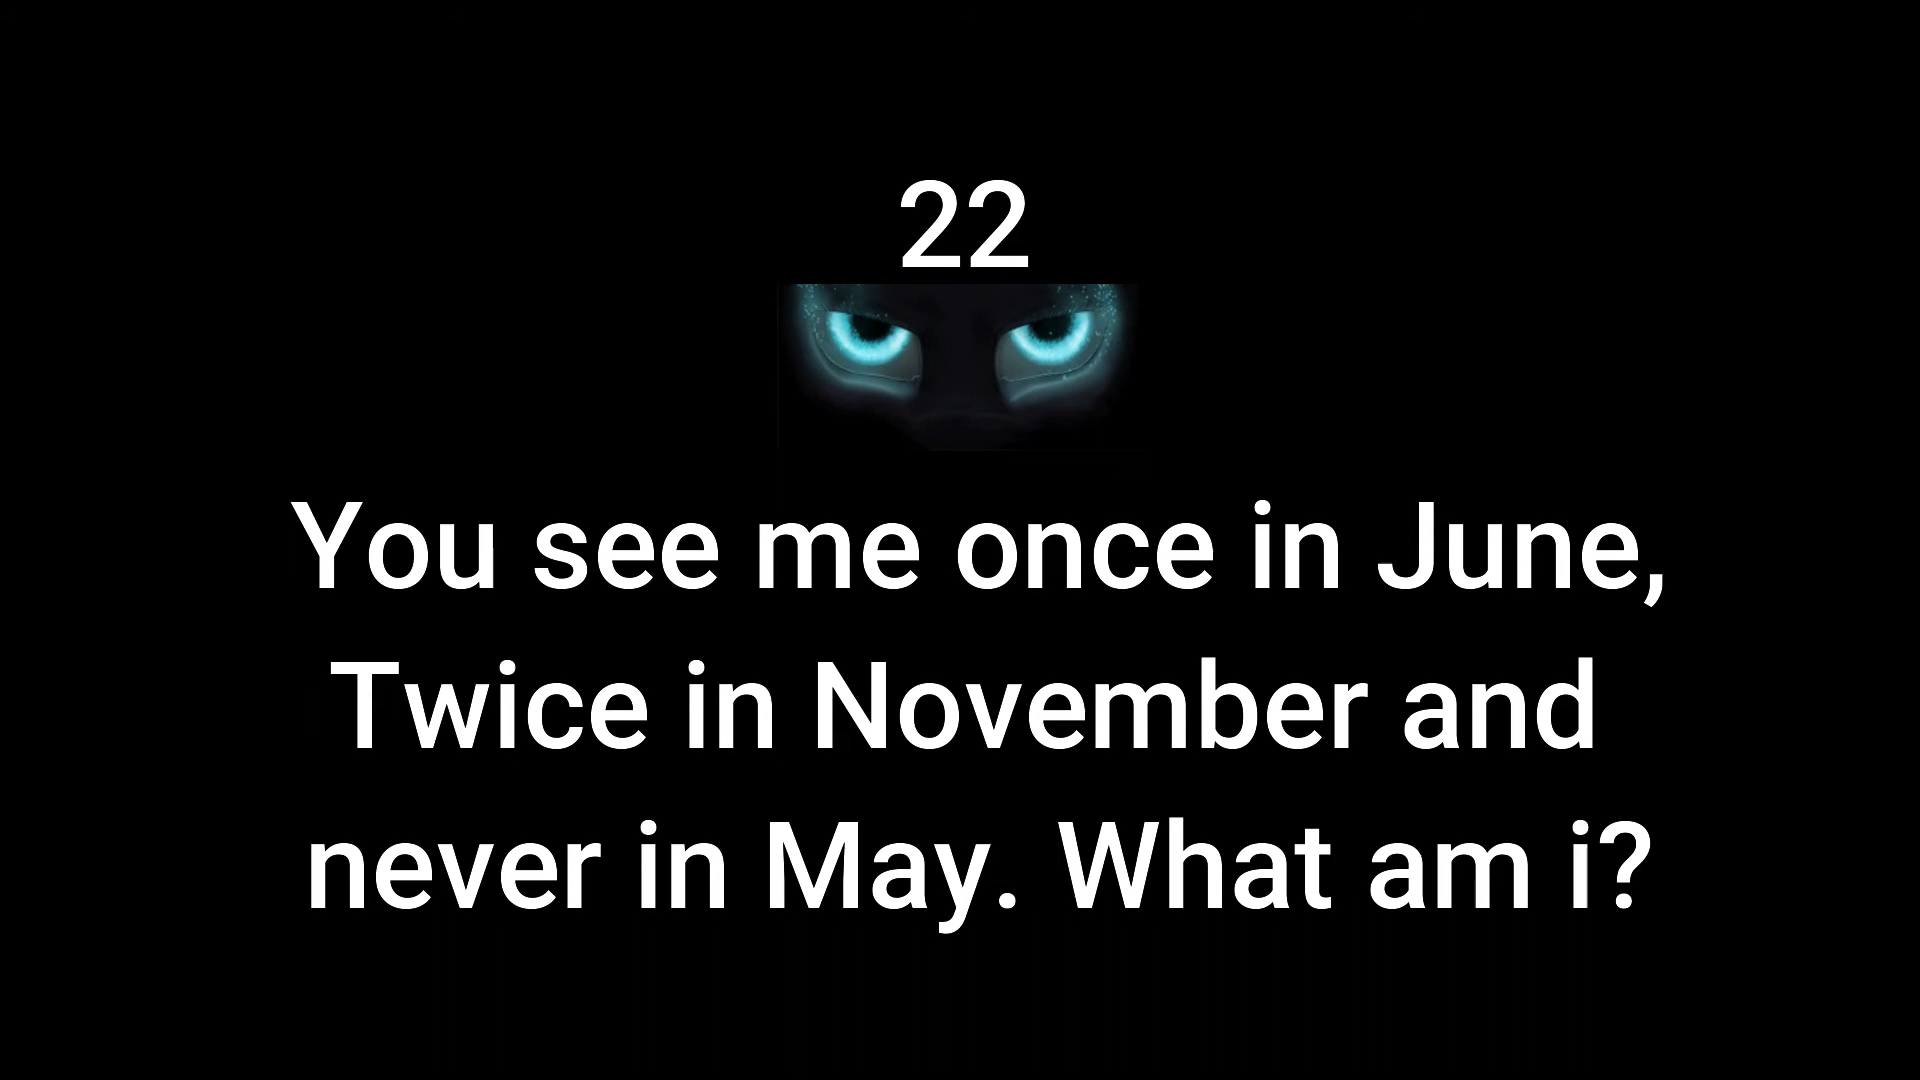 22
You see me once in June,
Twice in November and
never in May. What am i?